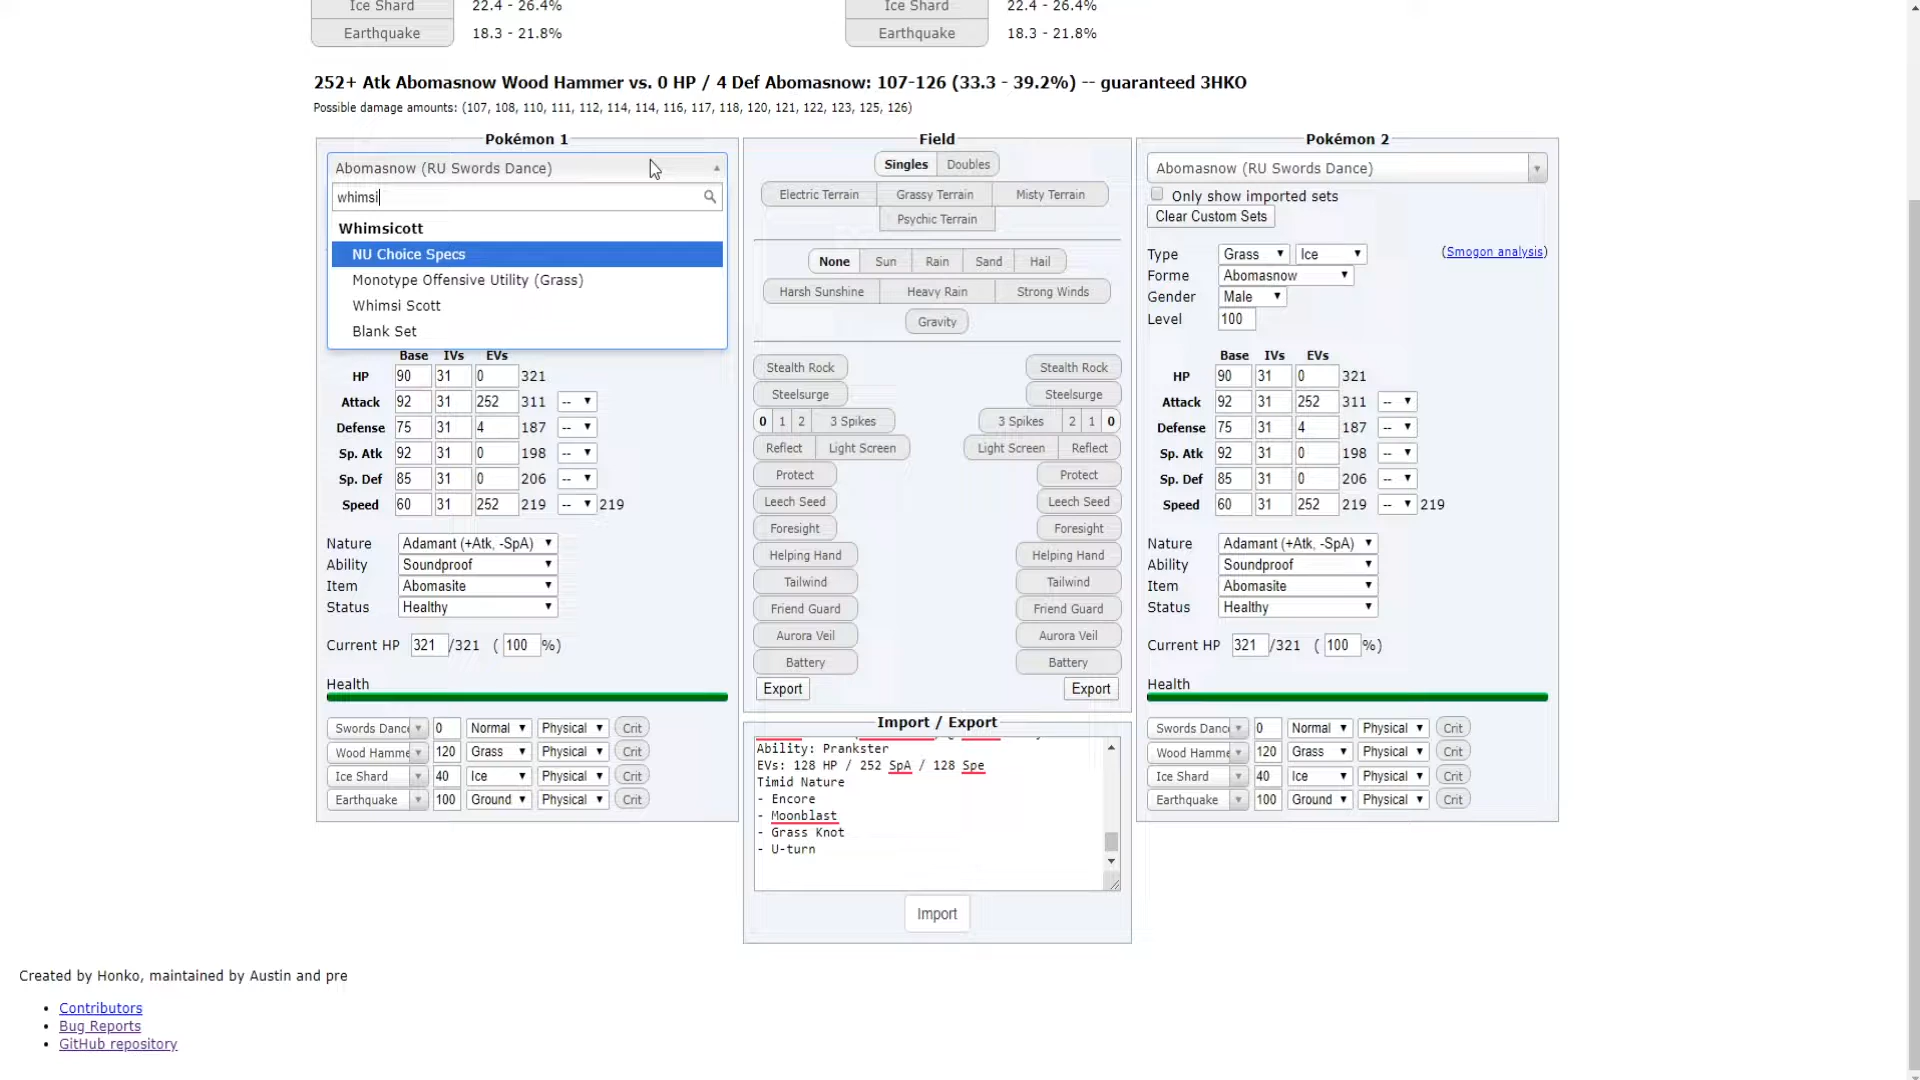 Ice Shard 22.4 - 26.4% Ice Shard 22.4 - 26.4%
Earthquake 18.3 - 21.8% Earthquake 18.3 - 21.8%
252+ Atk Abomasnow Wood Hammer vs. 0 HP / 4 Def Abomasnow: 107-126 (33.3 - 39.2%) -- guaranteed 3HKO
Possible damage amounts: (107, 108, 110, 111, 112, 114, 114, 116, 117, 118, 120, 121, 122, 123, 125, 126)
Pokémon 1
Abomasnow (RU Swords Dance)
whimsi
Whimsicott
NU Choice Specs
Monotype Offensive Utility (Grass)
Whimsi Scott
Blank Set
Base IVs EVs
HP 90 31 0 321
Attack 92 31 252 311 --
Defense 75 31 4 187 --
Sp. Atk 92 31 0 198 --
Sp. Def 85 31 0 206 --
Speed 60 31 252 219 -- 219
Nature Adamant (+Atk, -SpA)
Ability Soundproof
Item Abomasite
Status Healthy
Current HP 321 /321 ( 100 %)
Health
Swords Danc 0 Normal Physical Crit
Wood Hamme 120 Grass Physical Crit
Ice Shard 40 Ice Physical Crit
Earthquake 100 Ground Physical Crit
Field
Singles Doubles
Electric Terrain Grassy Terrain Misty Terrain
Psychic Terrain
None Sun Rain Sand Hail
Harsh Sunshine Heavy Rain Strong Winds
Gravity
Stealth Rock Stealth Rock
Steelsurge Steelsurge
0 1 2 3 Spikes 3 Spikes 2 1 0
Reflect Light Screen Light Screen Reflect
Protect Protect
Leech Seed Leech Seed
Foresight Foresight
Helping Hand Helping Hand
Tailwind Tailwind
Friend Guard Friend Guard
Aurora Veil Aurora Veil
Battery Battery
Export Export
Import / Export
Ability: Prankster
EVs: 128 HP / 252 SpA / 128 Spe
Timid Nature
- Encore
- Moonblast
- Grass Knot
- U-turn
Import
Pokémon 2
Abomasnow (RU Swords Dance)
Only show imported sets
Clear Custom Sets
Type Grass Ice (Smogon analysis)
Forme Abomasnow
Gender Male
Level 100
Base IVs EVs
HP 90 31 0 321
Attack 92 31 252 311 --
Defense 75 31 4 187 --
Sp. Atk 92 31 0 198 --
Sp. Def 85 31 0 206 --
Speed 60 31 252 219 -- 219
Nature Adamant (+Atk, -SpA)
Ability Soundproof
Item Abomasite
Status Healthy
Current HP 321 /321 ( 100 %)
Health
Swords Danc 0 Normal Physical Crit
Wood Hamme 120 Grass Physical Crit
Ice Shard 40 Ice Physical Crit
Earthquake 100 Ground Physical Crit
Created by Honko, maintained by Austin and pre
• Contributors
• Bug Reports
• GitHub repository